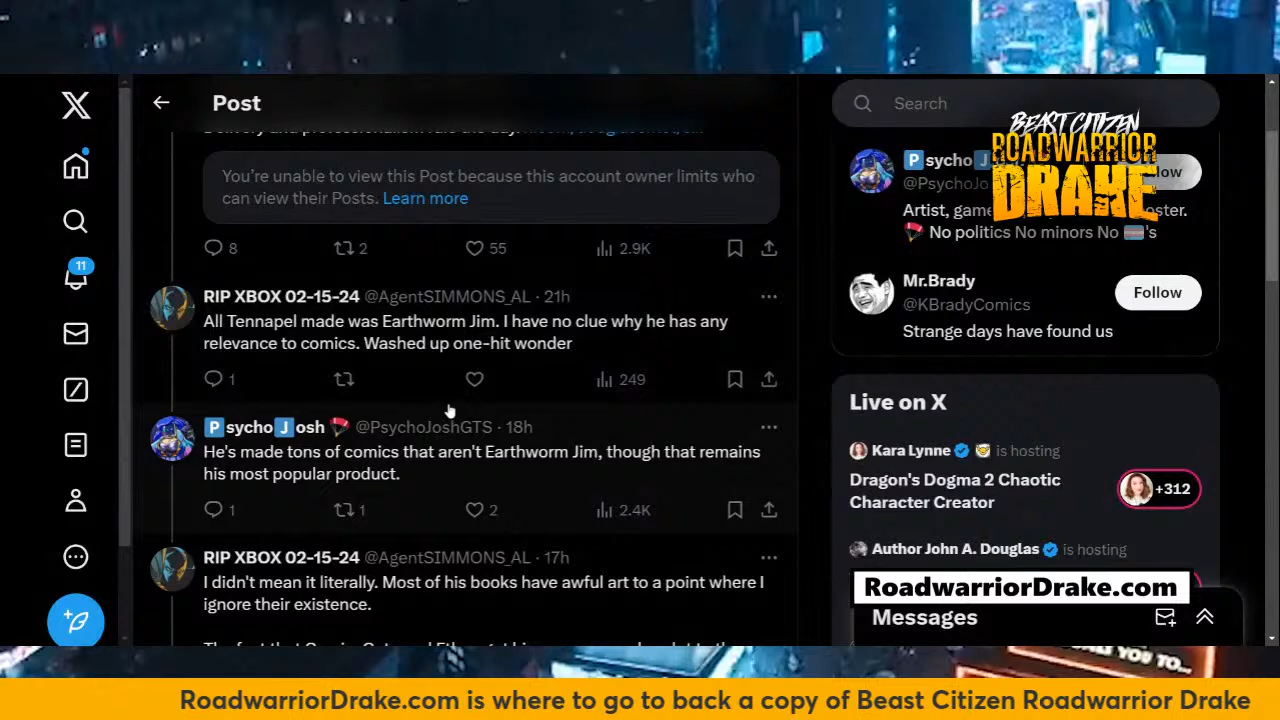 Post
Search
You're unable to view this Post because this account owner limits who
can view their Posts. Learn more
8 2 55 2.9K
RIP XBOX 02-15-24 @AgentSIMMONS_AL · 21h
All Tennapel made was Earthworm Jim. I have no clue why he has any
relevance to comics. Washed up one-hit wonder
1 249
11
Psycho Josh @PsychoJoshGTS · 18h
He's made tons of comics that aren't Earthworm Jim, though that remains
his most popular product.
1 1 2 2.4K
RIP XBOX 02-15-24 @AgentSIMMONS_AL · 17h
I didn't mean it literally. Most of his books have awful art to a point where I
ignore their existence.
BEAST CITIZEN
ROADWARRIOR
DRAKE
Psycho J
@PsychoJo
Artist, gam
No politics No minors No 's
Mr.Brady
@KBradyComics
Follow
Strange days have found us
Live on X
Kara Lynne is hosting
Dragon's Dogma 2 Chaotic
Character Creator
+312
Author John A. Douglas is hosting
RoadwarriorDrake.com
Messages
RoadwarriorDrake.com is where to go to back a copy of Beast Citizen Roadwarrior Drake